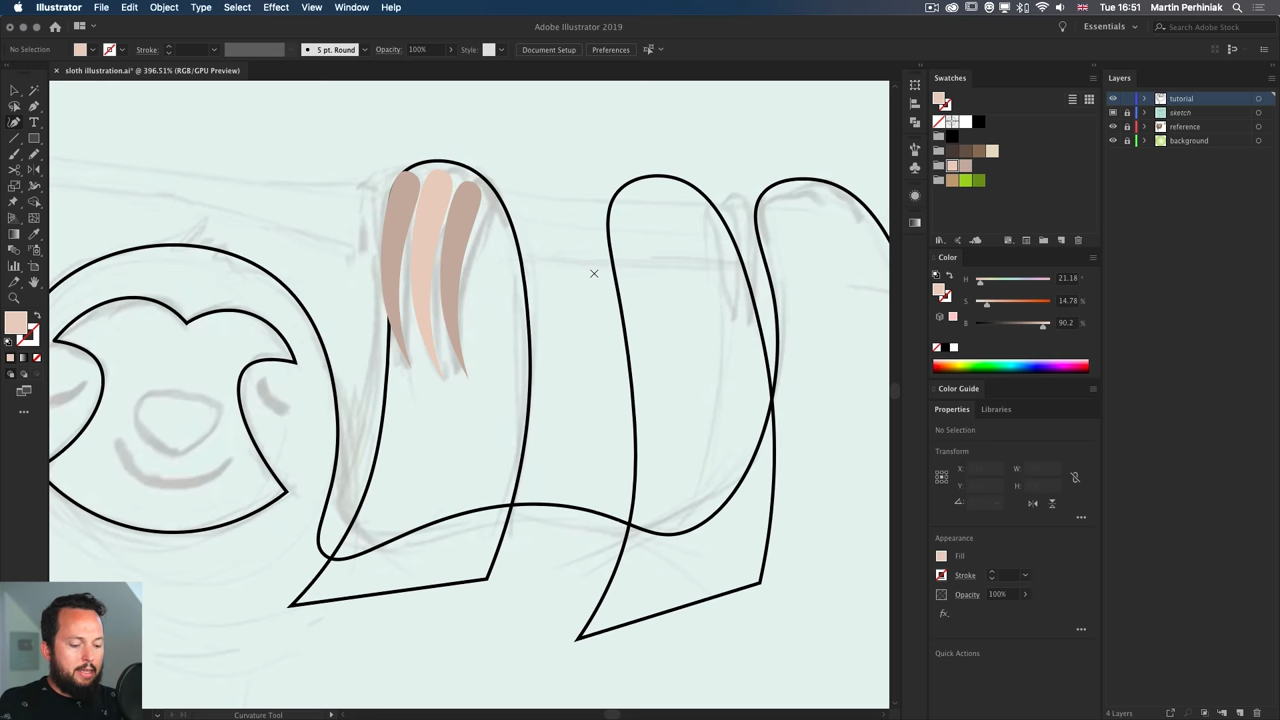 Illustrator File Edit Object Type Select Effect View Window Help Tue 16:51 Martin Perhiniak
Adobe Illustrator 2019 Essentials Search Adobe Stock
No Selection Stroke: 5 pt. Round Opacity: 100% Style: Document Setup Preferences
× sloth illustration.ai* @ 396.51% (RGB/GPU Preview)
Swatches
Layers
tutorial
sketch
reference
background
Color
H 21.18 °
S 14.78 %
B 90.2 %
Color Guide
Properties Libraries
No Selection
Transform
X: W:
Y: H:
Appearance
Fill
Stroke
Opacity 100%
fx
Quick Actions
Curvature Tool
4 Layers